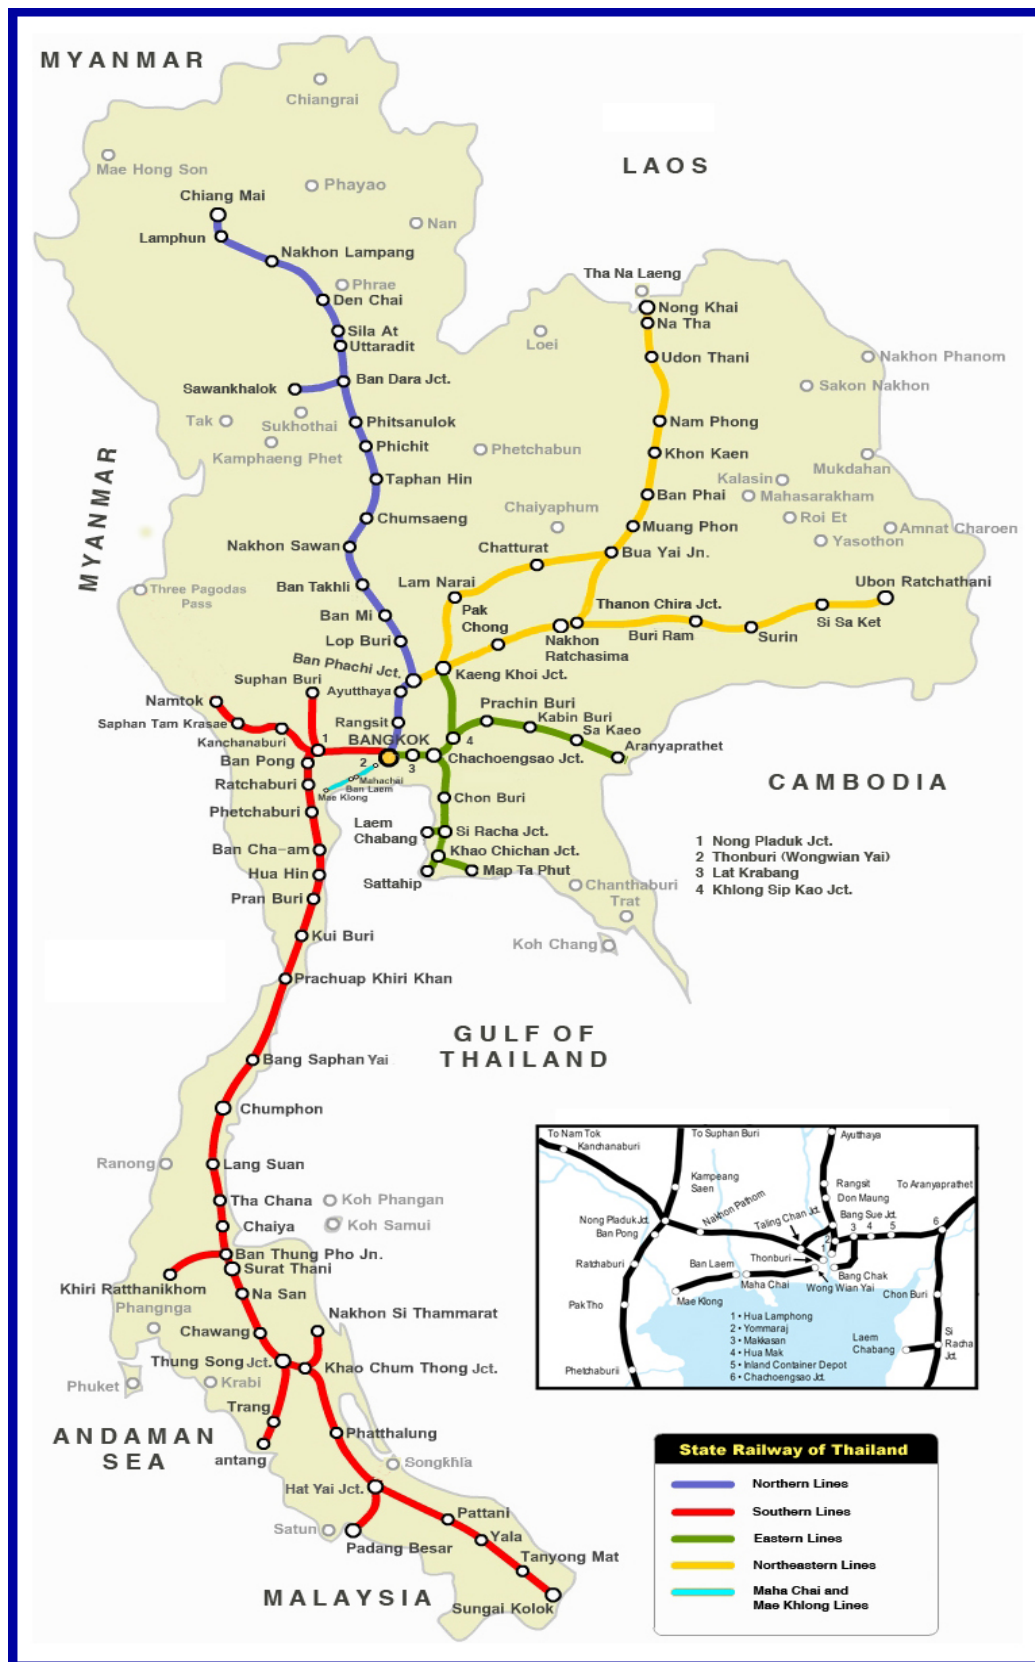 MYANMAR
Chiangrai
LAOS
Mae Hong Son
Phayao
Chiang Mai
Nan
Lamphun
Nakhon Lampang
Phrae
Den Chai
Tha Na Laeng
Nong Khai
Na Tha
Sila At
Uttaradit
Loei
Udon Thani
Nakhon Phanom
Sawankhalok
Ban Dara Jct.
Sakon Nakhon
Tak
Sukhothai
Phitsanulok
Nam Phong
Kamphaeng Phet
Phichit
Phetchabun
Khon Kaen
Mukdahan
MYANMAR
Taphan Hin
Kalasin
Ban Phai
Mahasarakham
Chaiyaphum
Chumsaeng
Muang Phon
Roi Et
Amnat Charoen
Yasothon
Nakhon Sawan
Chatturat
Bua Yai Jn.
Three Pagodas
Pass
Ban Takhli
Lam Narai
Ubon Ratchathani
Pak
Chong
Thanon Chira Jct.
Ban Mi
Si Sa Ket
Lop Buri
Nakhon
Ratchasima
Buri Ram
Surin
Ban Phachi Jct.
Kaeng Khoi Jct.
Suphan Buri
Ayutthaya
Namtok
Prachin Buri
Saphan Tam Krasae
Rangsit
Kabin Buri
Sa Kaeo
Kanchanaburi
1
BANGKOK
4
Aranyaprathet
Ban Pong
2
3
Chachoengsao Jct.
CAMBODIA
Ratchaburi
Mahachai
Ban Laem
Mae Klong
Chon Buri
Phetchaburi
Laem
Chabang
Si Racha Jct.
Ban Cha-am
Khao Chichan Jct.
Hua Hin
Sattahip
Map Ta Phut
1 Nong Pladuk Jct.
2 Thonburi (Wongwian Yai)
3 Lat Krabang
4 Khlong Sip Kao Jct.
Pran Buri
Chanthaburi
Trat
Kui Buri
Koh Chang
Prachuap Khiri Khan
GULF OF
THAILAND
Bang Saphan Yai
Chumphon
Ranong
Lang Suan
Tha Chana
Koh Phangan
Chaiya
Koh Samui
Ban Thung Pho Jn.
Surat Thani
Khiri Ratthanikhom
Na San
Phangnga
Nakhon Si Thammarat
Chawang
Thung Song Jct.
Khao Chum Thong Jct.
Phuket
Krabi
Trang
ANDAMAN
SEA
antang
Phatthalung
Songkhla
Hat Yai Jct.
Satun
Padang Besar
Pattani
Yala
Tanyong Mat
MALAYSIA
Sungai Kolok
To Nam Tok
Kanchanaburi
To Suphan Buri
Ayutthaya
Kampeang
Saen
Rangsit
Don Maung
To Aranyaprathet
Nong Pladuk Jct.
Ban Pong
Nakhon Pathom
Taling Chan Jct.
Bang Sue Jct.
3 4 5 6
2
1
Ratchaburi
Ban Laem
Thonburi
Maha Chai
Bang Chak
Wong Wian Yai
Mae Klong
Chon Buri
Pak Tho
1 • Hua Lamphong
2 • Yommaraj
3 • Makkasan
4 • Hua Mak
5 • Inland Container Depot
6 • Chachoengsao Jct.
Laem
Chabang
Si
Racha
Jct.
Phetchaburii
State Railway of Thailand
Northern Lines
Southern Lines
Eastern Lines
Northeastern Lines
Maha Chai and
Mae Khlong Lines